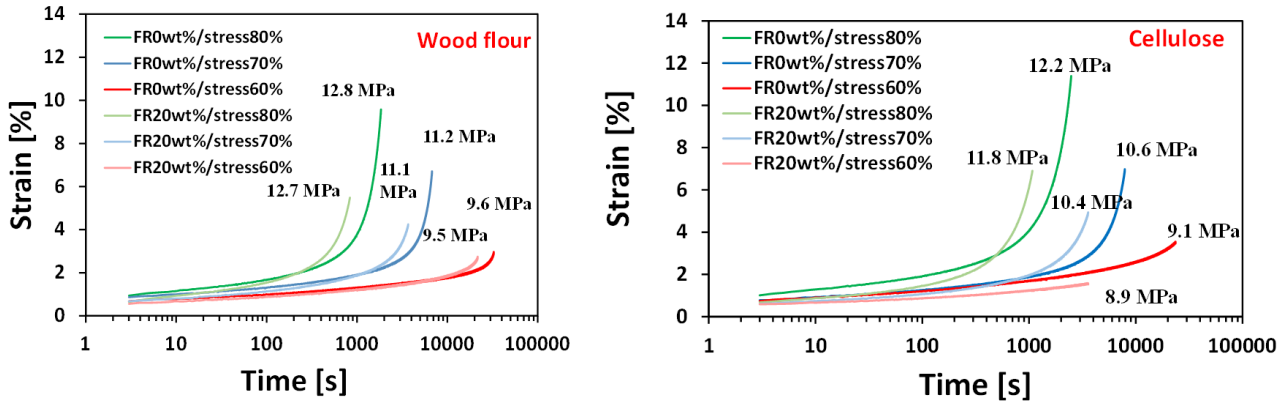 Wood flour
Strain [%]
14
12
10
8
6
4
2
0
FR0wt%/stress80%
FR0wt%/stress70%
FR0wt%/stress60%
FR20wt%/stress80%
FR20wt%/stress70%
FR20wt%/stress60%
12.8 MPa
11.2 MPa
12.7 MPa
11.1
MPa
9.6 MPa
9.5 MPa
1
10
100
1000
10000
100000
Time [s]
Cellulose
Strain [%]
14
12
10
8
6
4
2
0
FR0wt%/stress80%
FR0wt%/stress70%
FR0wt%/stress60%
FR20wt%/stress80%
FR20wt%/stress70%
FR20wt%/stress60%
12.2 MPa
11.8 MPa
10.6 MPa
10.4 MPa
9.1 MPa
8.9 MPa
1
10
100
1000
10000
100000
Time [s]